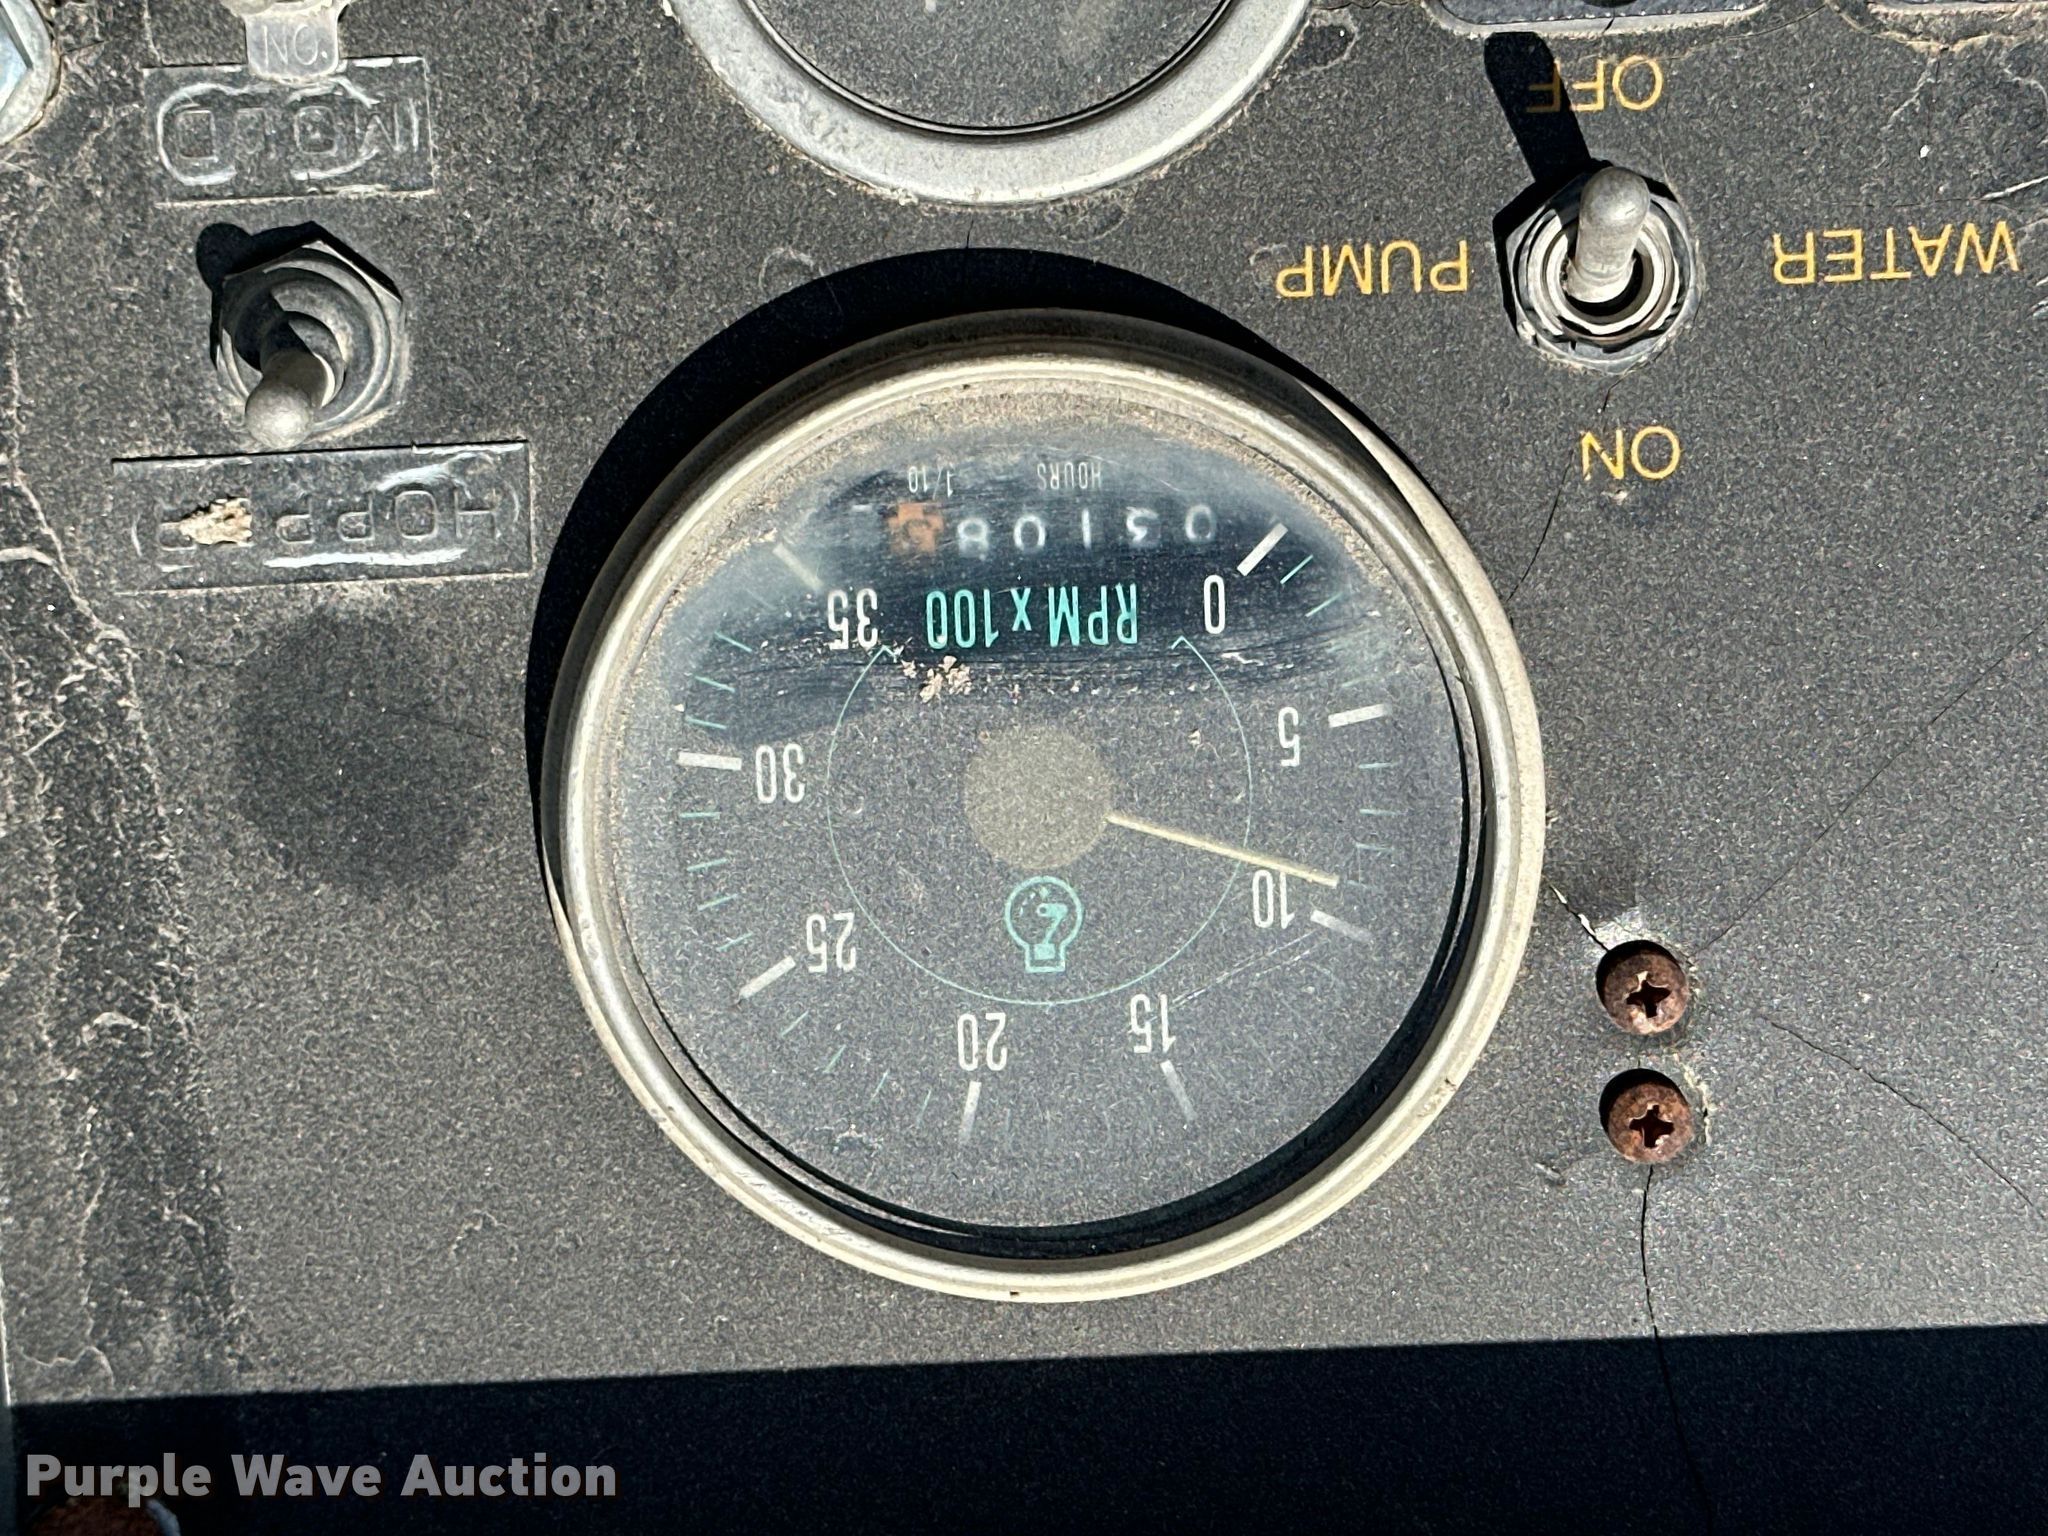 15
20
10
25
5
30
0
RPM x 100
35
03108
HOURS 1/10
ON
WATER PUMP
OFF
HOPPER
MOLD
Purple Wave Auction